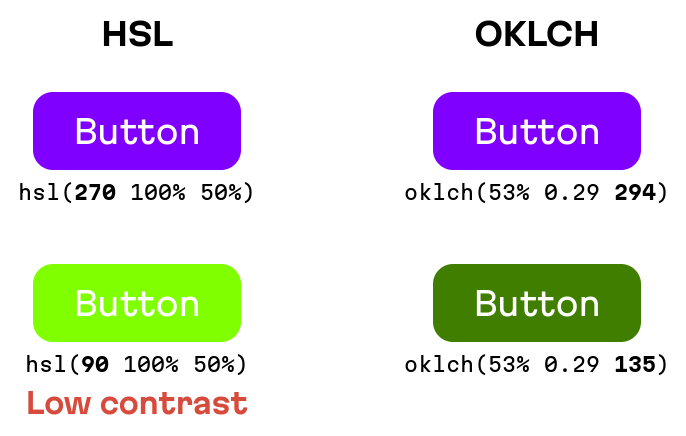 HSL
OKLCH
Button
Button
hsl(270 100% 50%)
oklch(53% 0.29 294)
Button
Button
hsl(90 100% 50%)
oklch(53% 0.29 135)
Low contrast